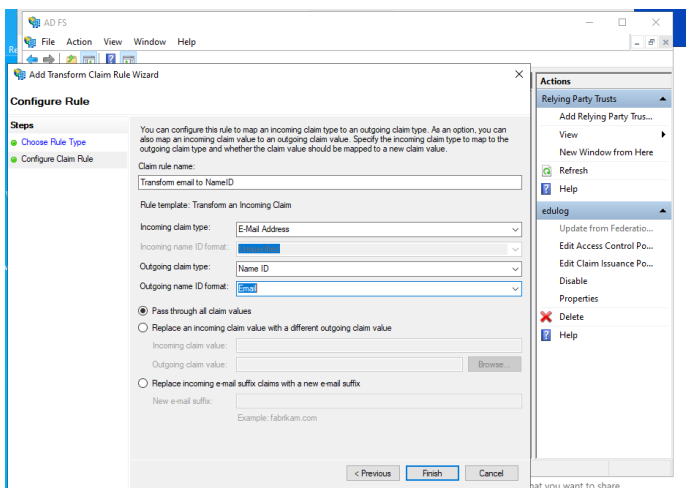 AD FS
File Action View Window Help
Add Transform Claim Rule Wizard
Configure Rule
Steps
Choose Rule Type
Configure Claim Rule
You can configure this rule to map an incoming claim type to an outgoing claim type. As an option, you can
also map an incoming claim value to an outgoing claim value. Specify the incoming claim type to map to the
outgoing claim type and whether the claim value should be mapped to a new claim value.
Claim rule name:
Transform email to NameID
Rule template: Transform an Incoming Claim
Incoming claim type: E-Mail Address
Incoming name ID format:
Outgoing claim type: Name ID
Outgoing name ID format: Email
Pass through all claim values
Replace an incoming claim value with a different outgoing claim value
Incoming claim value:
Outgoing claim value: Browse...
Replace incoming e-mail suffix claims with a new e-mail suffix
New e-mail suffix:
Example: fabrikam.com
< Previous Finish Cancel
Actions
Relying Party Trusts
Add Relying Party Trus...
View
New Window from Here
Refresh
Help
edulog
Update from Federatio...
Edit Access Control Po...
Edit Claim Issuance Po...
Disable
Properties
Delete
Help
you want to share